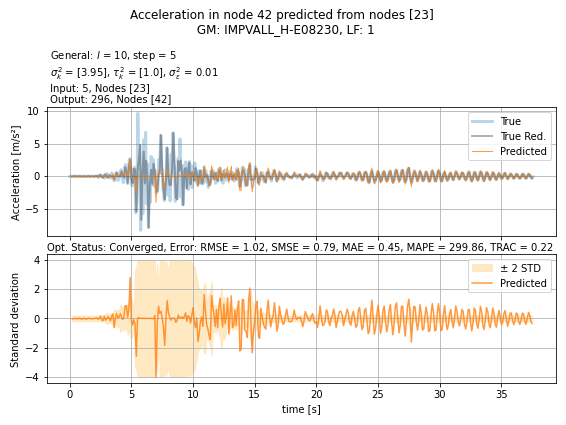 Acceleration in node 42 predicted from nodes [23]
GM: IMPVALL_H-E08230, LF: 1
General: l = 10, step = 5
σ²ₖ = [3.95], τ²ₖ = [1.0], σ²ε = 0.01
Input: 5, Nodes [23]
Output: 296, Nodes [42]
10
5
0
−5
Acceleration [m/s²]
True
True Red.
Predicted
Opt. Status: Converged, Error: RMSE = 1.02, SMSE = 0.79, MAE = 0.45, MAPE = 299.86, TRAC = 0.22
4
2
0
−2
−4
Standard deviation
± 2 STD
Predicted
0 5 10 15 20 25 30 35
time [s]